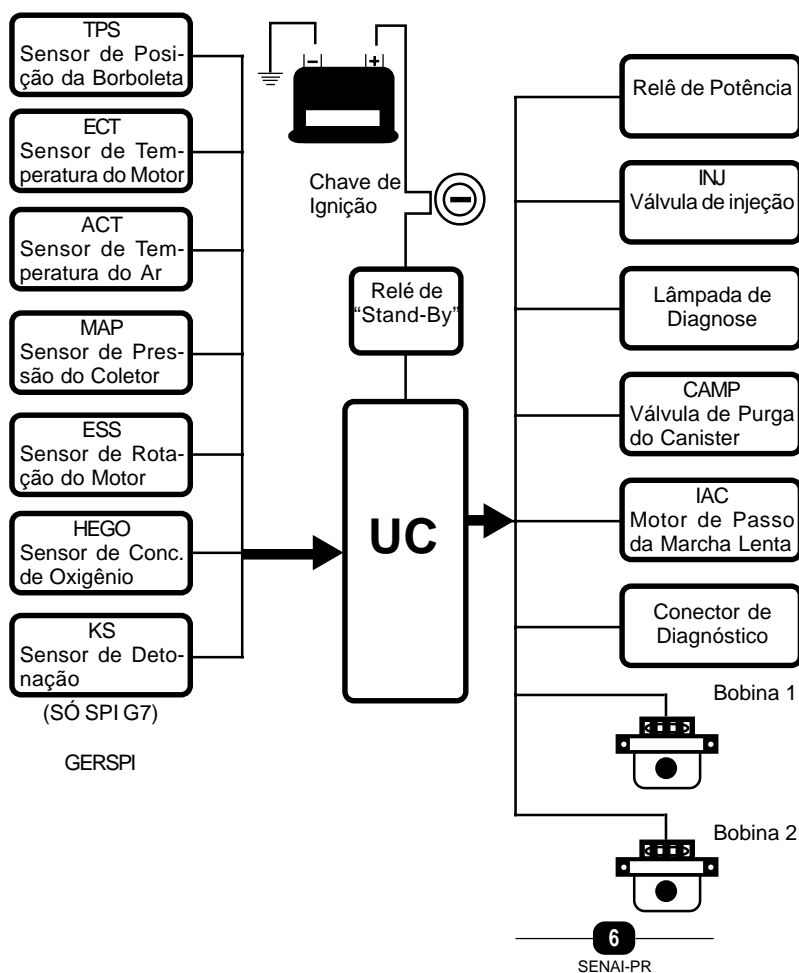 TPS
Sensor de Posi-
ção da Borboleta
ECT
Sensor de Tem-
peratura do Motor
ACT
Sensor de Tem-
peratura do Ar
MAP
Sensor de Pres-
são do Coletor
ESS
Sensor de Rota-
ção do Motor
HEGO
Sensor de Conc.
de Oxigênio
KS
Sensor de Deto-
nação
(SÓ SPI G7)
GERSPI
- +
Chave de
Ignição
Relé de
“Stand-By”
UC
Relê de Potência
INJ
Válvula de injeção
Lâmpada de
Diagnose
CAMP
Válvula de Purga
do Canister
IAC
Motor de Passo
da Marcha Lenta
Conector de
Diagnóstico
Bobina 1
Bobina 2
6
SENAI-PR